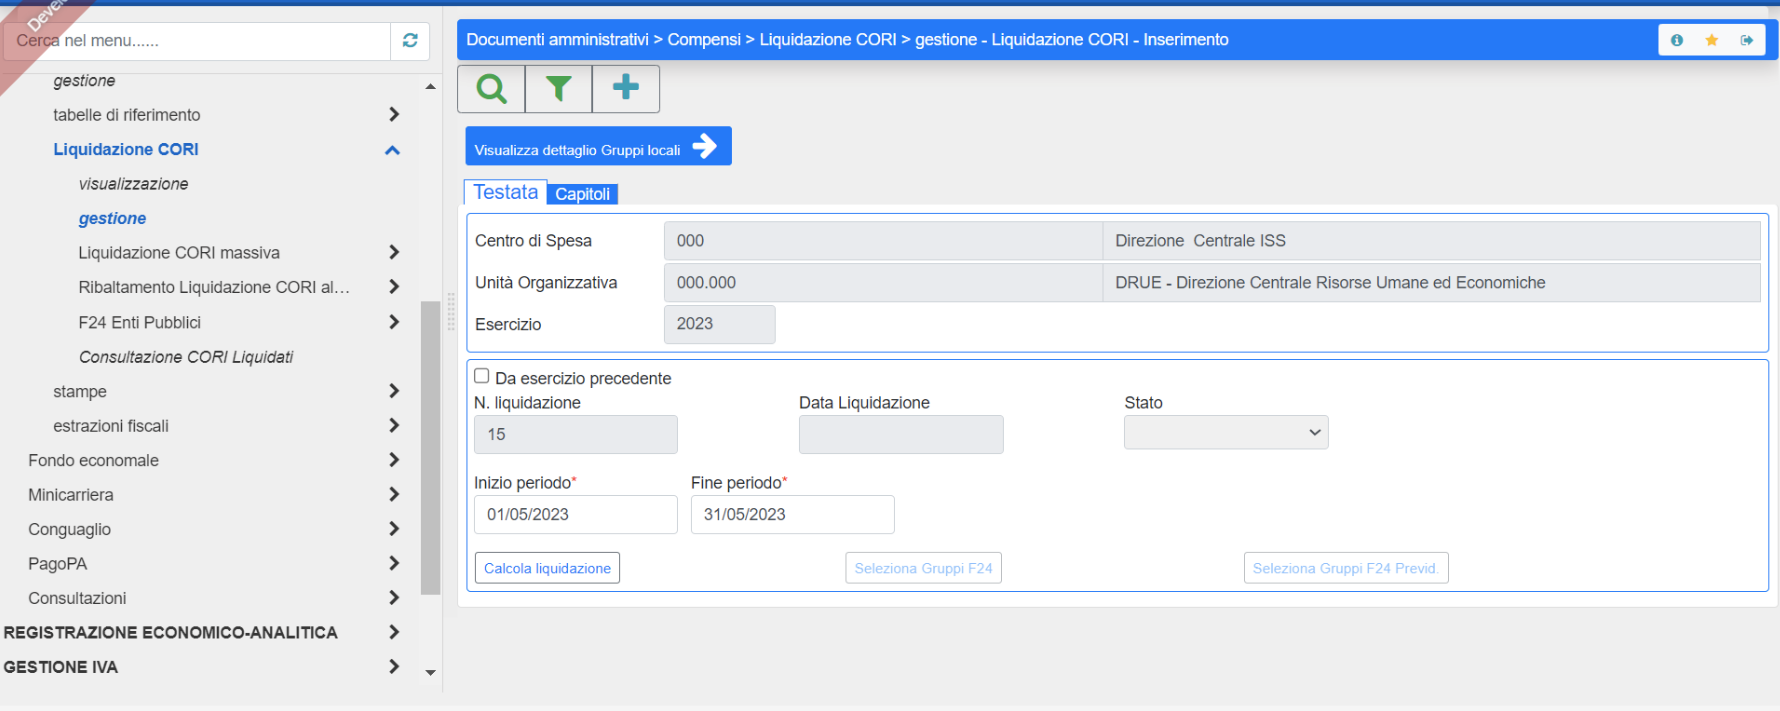 Devel
Cerca nel menu......
gestione
tabelle di riferimento
Liquidazione CORI
visualizzazione
gestione
Liquidazione CORI massiva
Ribaltamento Liquidazione CORI al...
F24 Enti Pubblici
Consultazione CORI Liquidati
stampe
estrazioni fiscali
Fondo economale
Minicarriera
Conguaglio
PagoPA
Consultazioni
REGISTRAZIONE ECONOMICO-ANALITICA
GESTIONE IVA
Documenti amministrativi > Compensi > Liquidazione CORI > gestione - Liquidazione CORI - Inserimento
Visualizza dettaglio Gruppi locali
Testata Capitoli
Centro di Spesa 000 Direzione Centrale ISS
Unità Organizzativa 000.000 DRUE - Direzione Centrale Risorse Umane ed Economiche
Esercizio 2023
Da esercizio precedente
N. liquidazione Data Liquidazione Stato
15
Inizio periodo* Fine periodo*
01/05/2023 31/05/2023
Calcola liquidazione Seleziona Gruppi F24 Seleziona Gruppi F24 Previd.